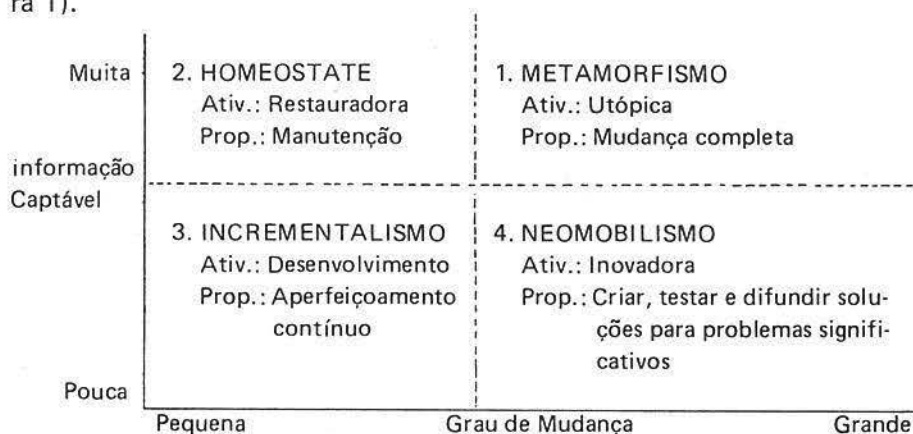 ra 1).
Muita
2. HOMEOSTATE
Ativ.: Restauradora
Prop.: Manutenção
1. METAMORFISMO
Ativ.: Utópica
Prop.: Mudança completa
informação
Captável
3. INCREMENTALISMO
Ativ.: Desenvolvimento
Prop.: Aperfeiçoamento
contínuo
4. NEOMOBILISMO
Ativ.: Inovadora
Prop.: Criar, testar e difundir solu-
ções para problemas signifi-
cativos
Pouca
Pequena
Grau de Mudança
Grande